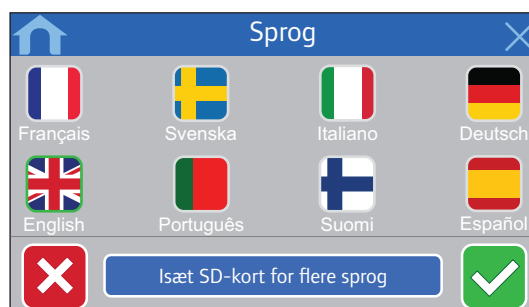 Sprog
Français Svenska Italiano Deutsch
English Português Suomi Español
Isæt SD-kort for flere sprog